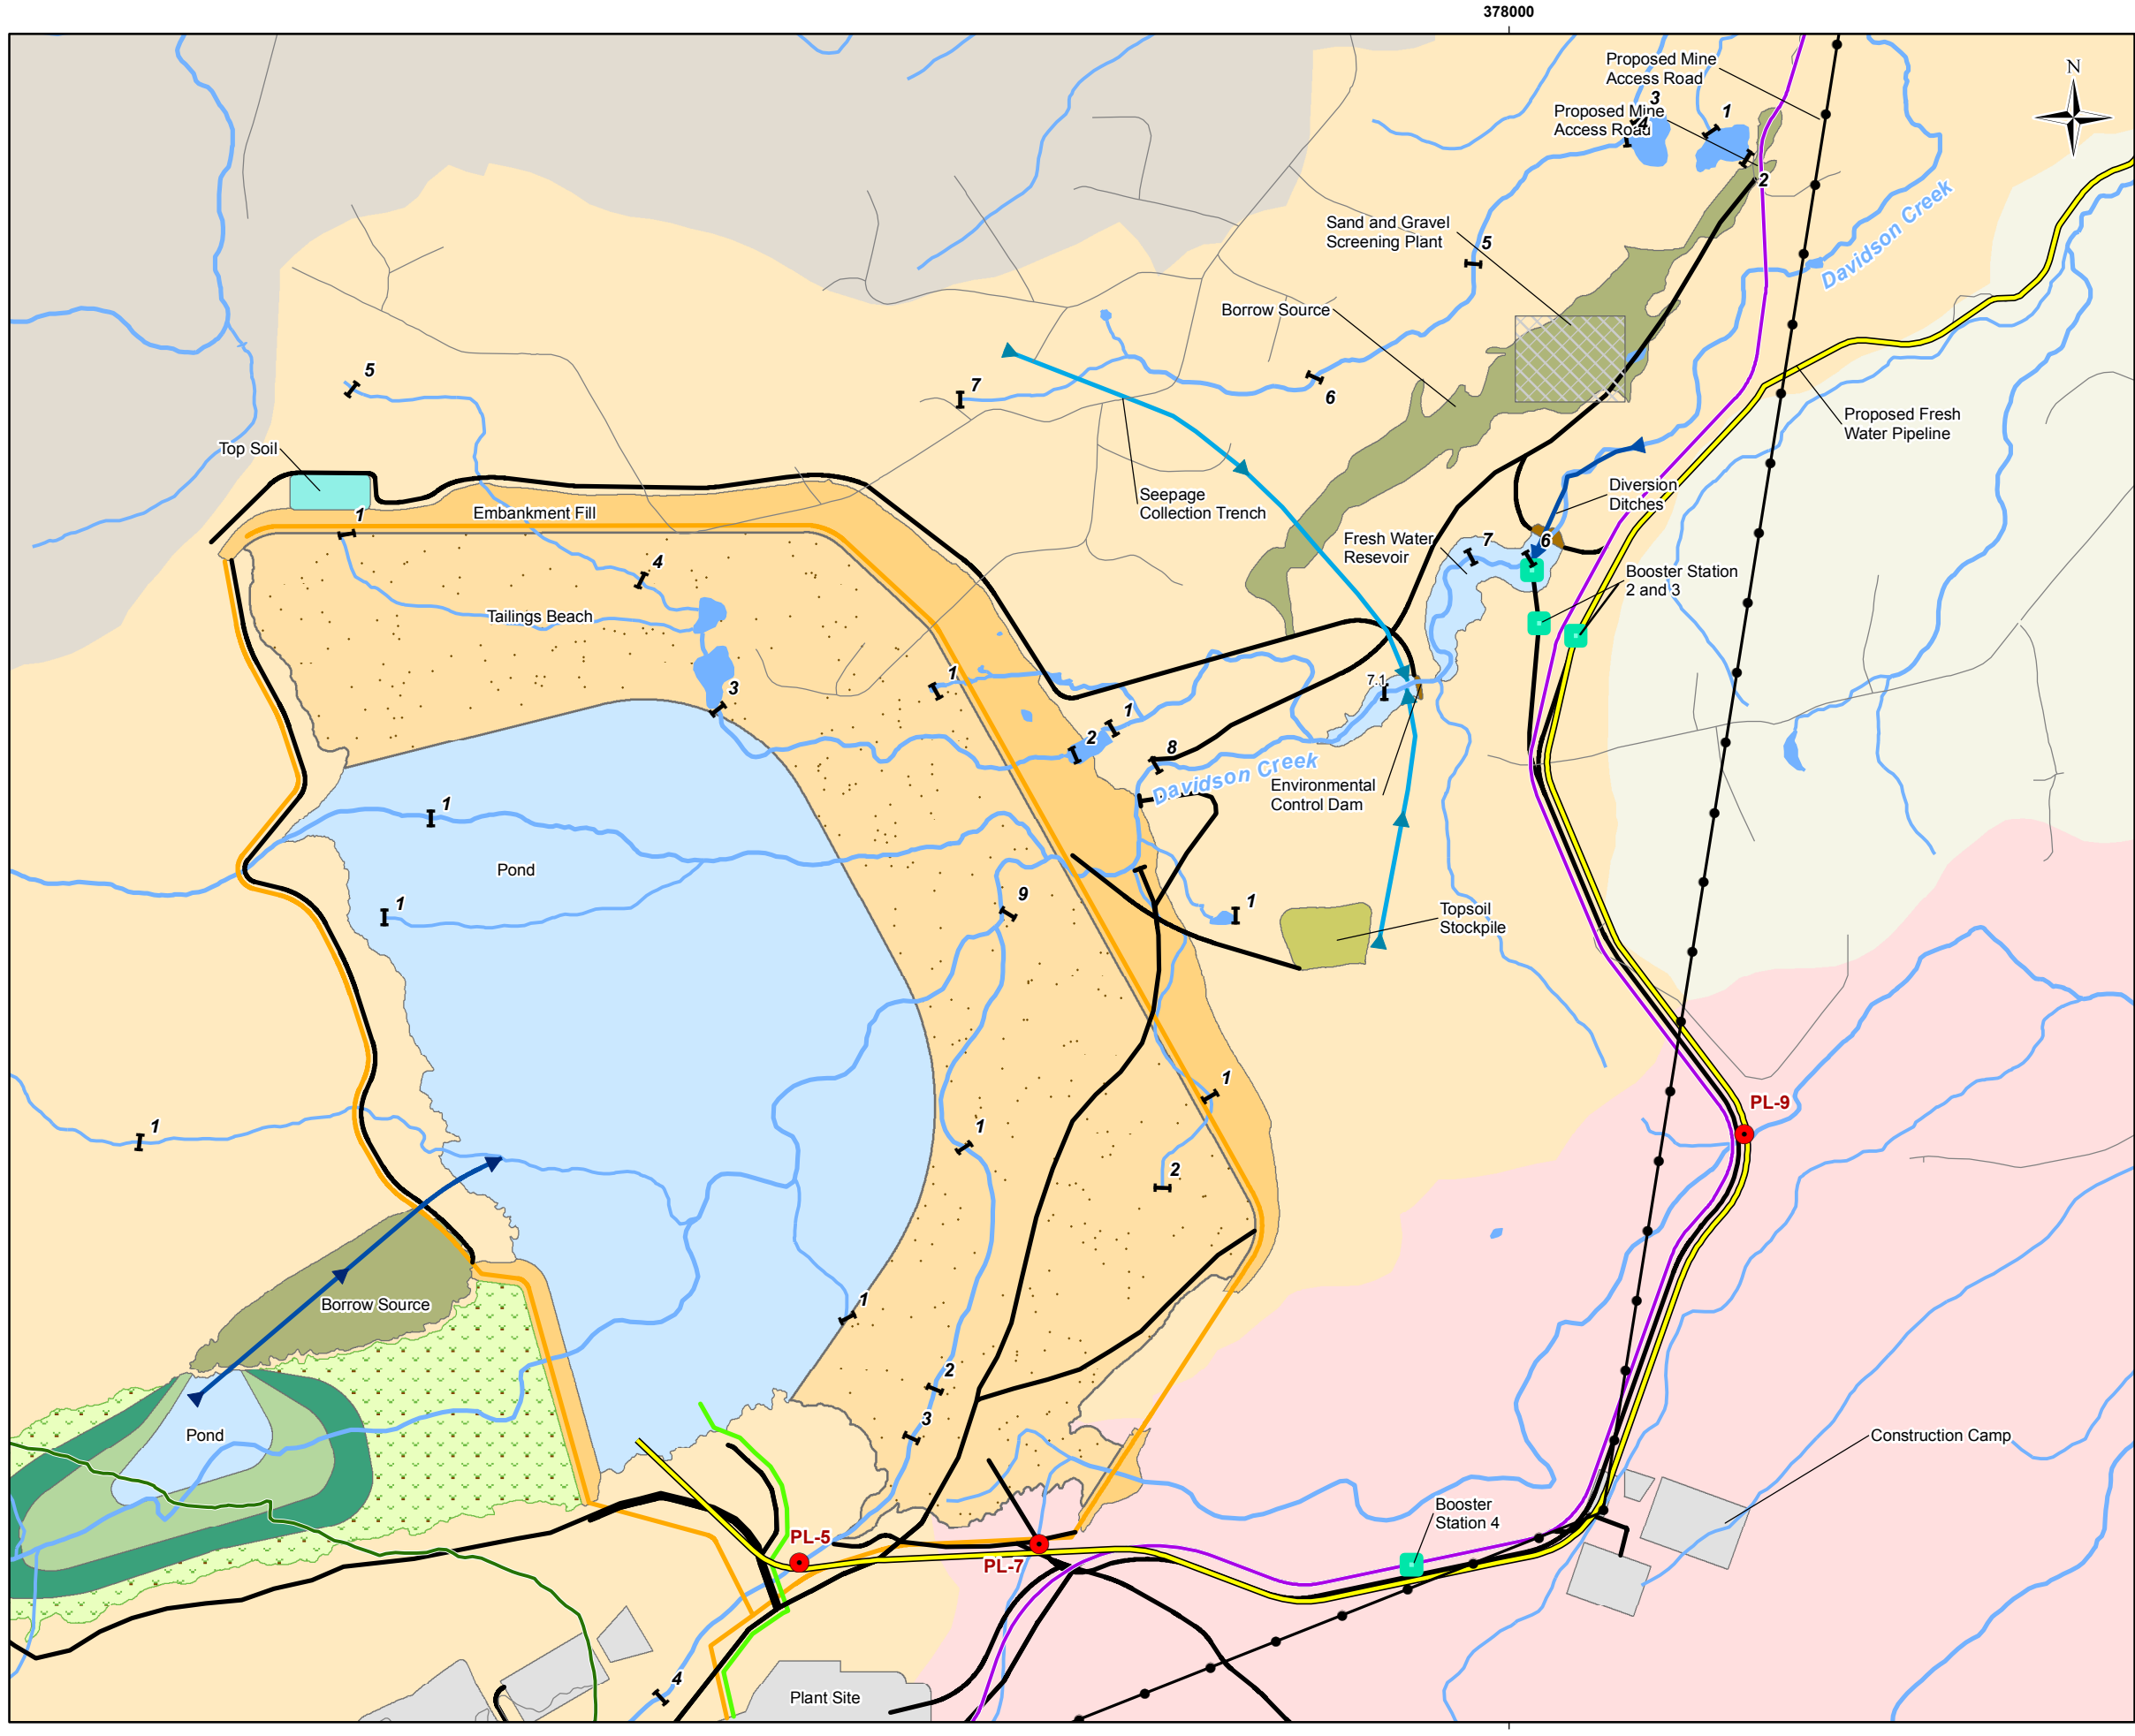 378000
N
Proposed Mine
Access Road
3
1
Proposed Mine
Access Road
4
2
Davidson Creek
Sand and Gravel
Screening Plant
5
Borrow Source
5
7
6
Proposed Fresh
Water Pipeline
Top Soil
Seepage
Collection Trench
Diversion
Ditches
1
Embankment Fill
Fresh Water
Resevoir
7
6
4
Booster Station
2 and 3
Tailings Beach
3
1
7.1
1
2
8
Davidson Creek
Environmental
Control Dam
1
Pond
9
1
1
Topsoil
Stockpile
1
PL-9
1
1
2
Borrow Source
1
2
3
Pond
Construction Camp
Booster
Station 4
PL-5
PL-7
4
Plant Site